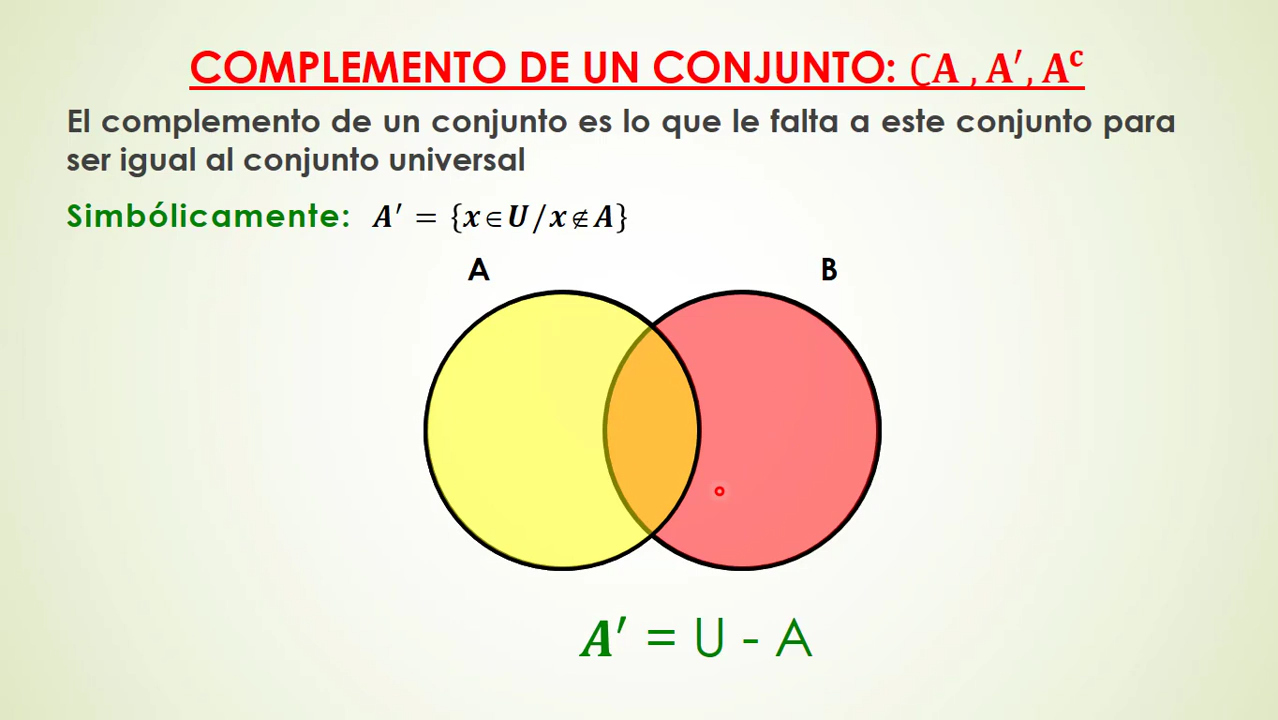 COMPLEMENTO DE UN CONJUNTO: ∁A , A′, Aᶜ
El complemento de un conjunto es lo que le falta a este conjunto para
ser igual al conjunto universal
Simbólicamente: A′ = {x∈U/x∉A}
A B
A′ = U - A